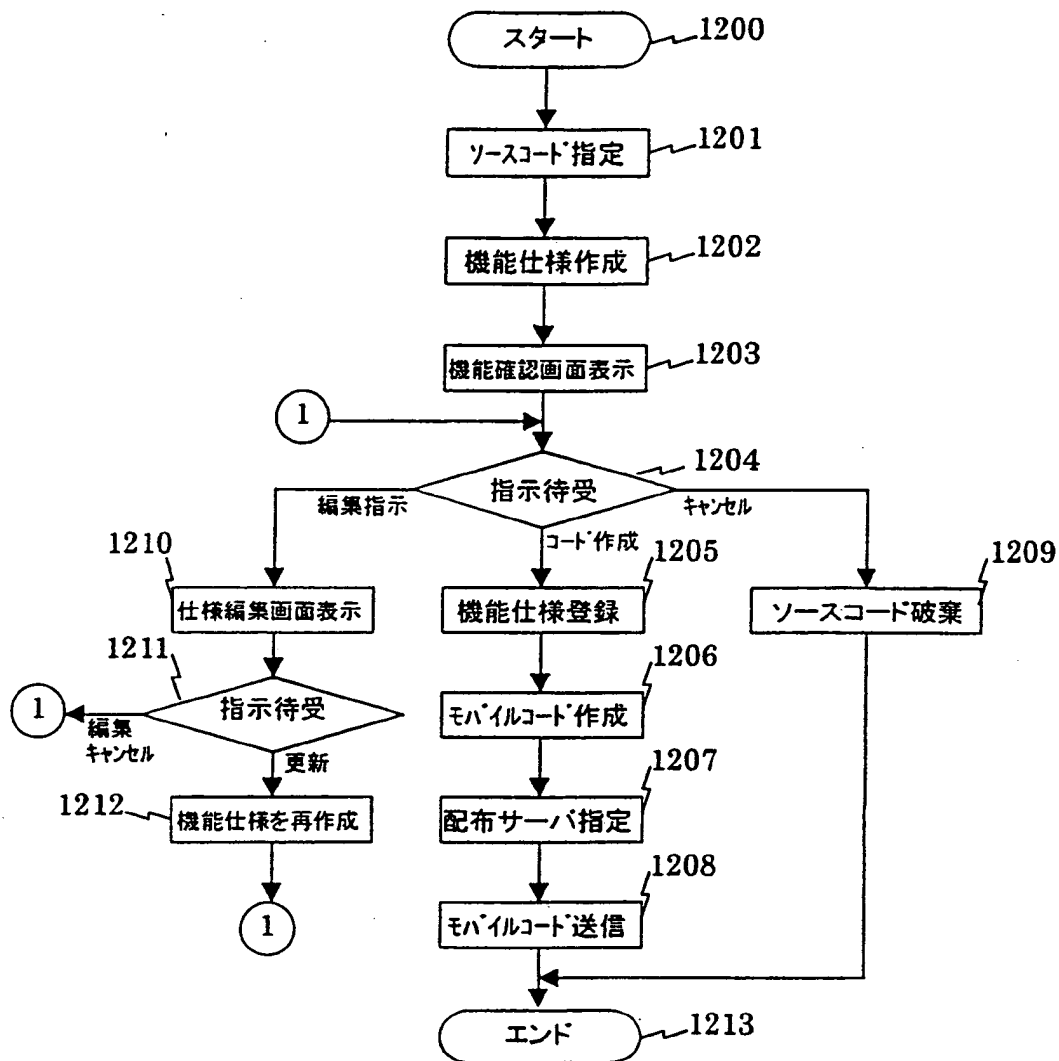 スタート
1200
ソースコード指定
1201
機能仕様作成
1202
機能確認画面表示
1203
1
指示待受
1204
編集指示
コード作成
キャンセル
1210
仕様編集画面表示
1205
機能仕様登録
1209
ソースコード破棄
1211
指示待受
1
編集
キャンセル
更新
1206
モバイルコード作成
1212
機能仕様を再作成
1207
配布サーバ指定
1
1208
モバイルコード送信
エンド
1213